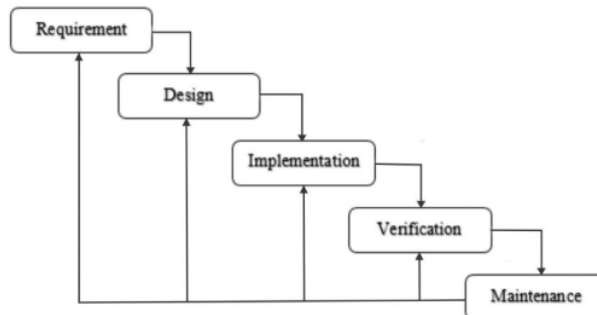 Requirement
Design
Implementation
Verification
Maintenance